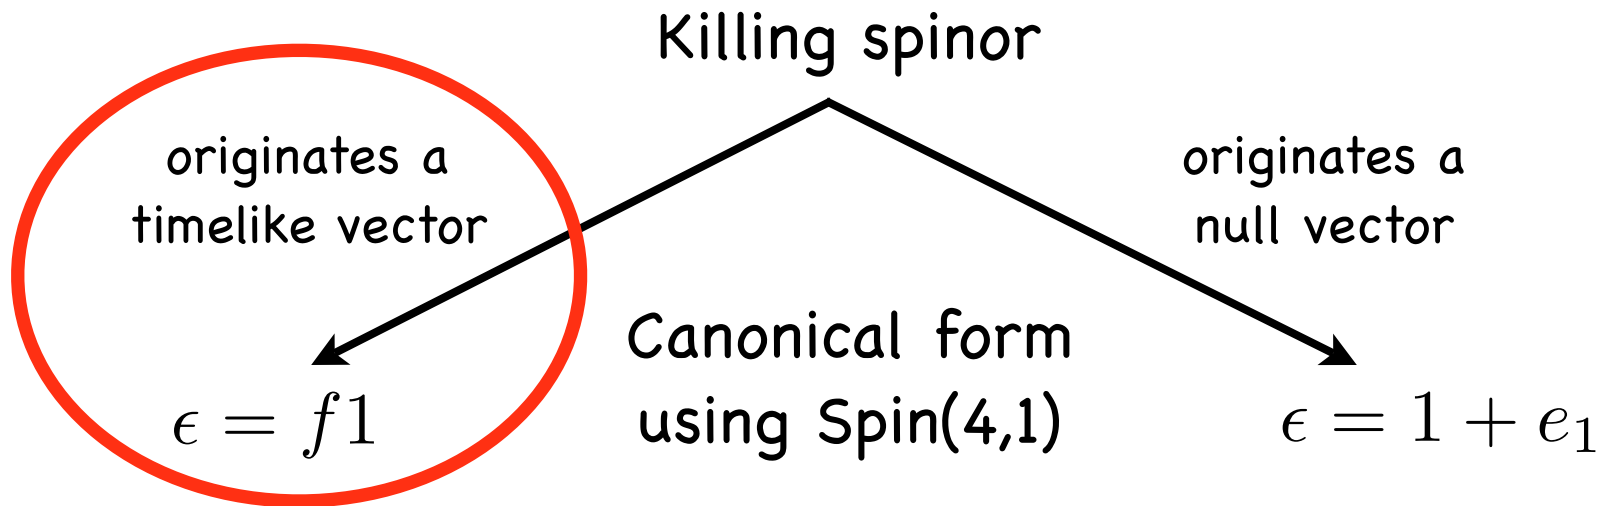 Killing spinor
originates a
timelike vector
originates a
null vector
Canonical form
using Spin(4,1)
ϵ = f1
ϵ = 1 + e₁